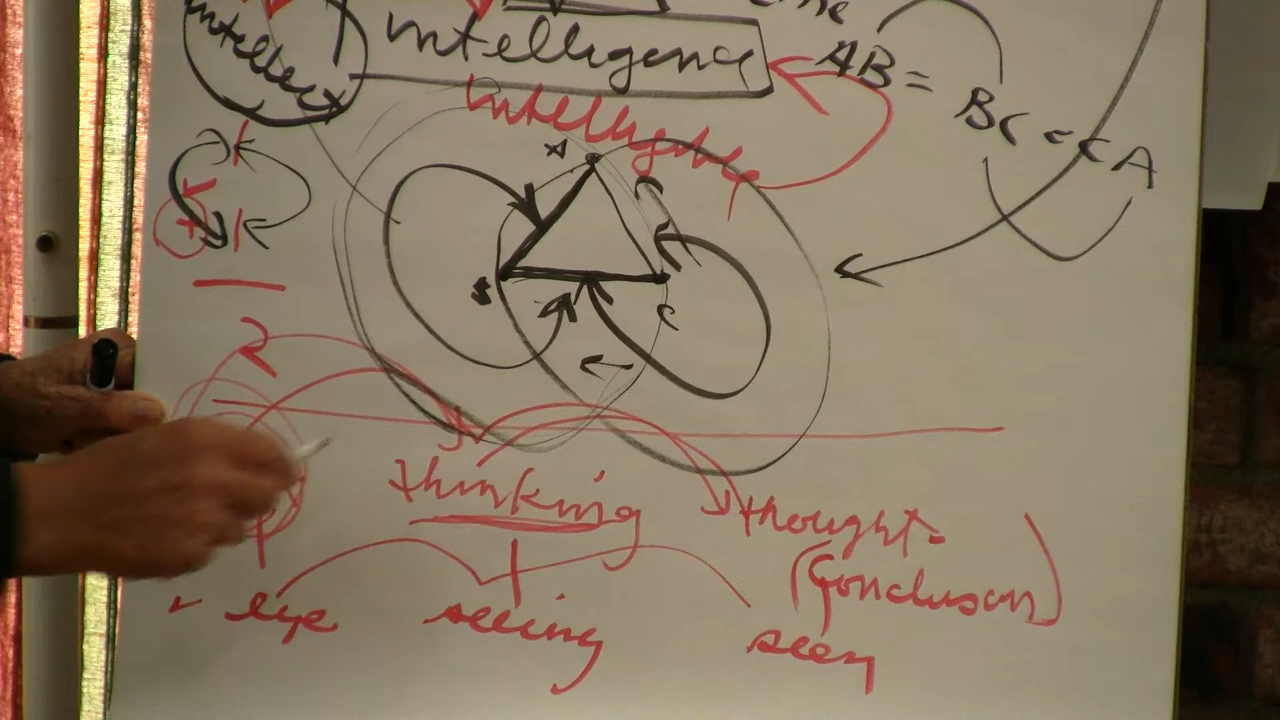 intellect
intelligence
AB =
BC = CA
intelligible
A
B
C
thinking
thought
(Conclusion)
eye seeing seen